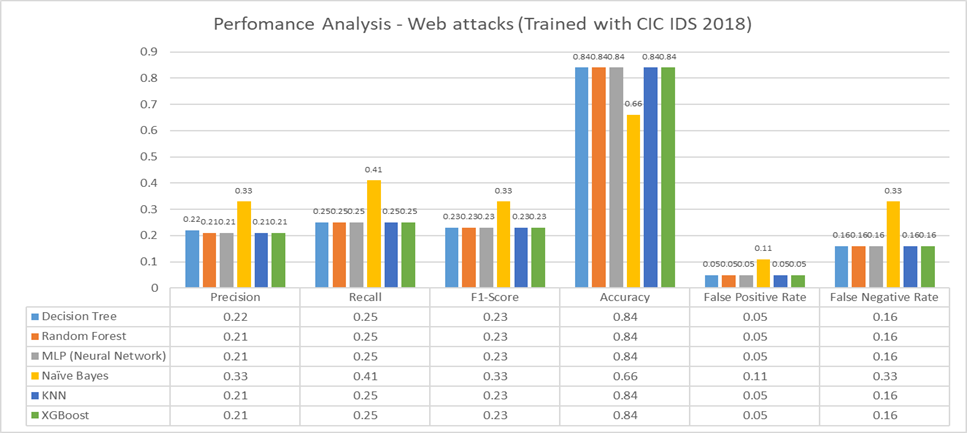 Perfomance Analysis - Web attacks (Trained with CIC IDS 2018)
0.9
0.8
0.7
0.6
0.5
0.4
0.3
0.2
0.1
0
0.22 0.21 0.21 0.33 0.21 0.21
0.25 0.25 0.25 0.41 0.25 0.25
0.23 0.23 0.23 0.33 0.23 0.23
0.84 0.84 0.84 0.66 0.84 0.84
0.05 0.05 0.05 0.11 0.05 0.05
0.16 0.16 0.16 0.33 0.16 0.16
Precision Recall F1-Score Accuracy False Positive Rate False Negative Rate
Decision Tree 0.22 0.25 0.23 0.84 0.05 0.16
Random Forest 0.21 0.25 0.23 0.84 0.05 0.16
MLP (Neural Network) 0.21 0.25 0.23 0.84 0.05 0.16
Naïve Bayes 0.33 0.41 0.33 0.66 0.11 0.33
KNN 0.21 0.25 0.23 0.84 0.05 0.16
XGBoost 0.21 0.25 0.23 0.84 0.05 0.16